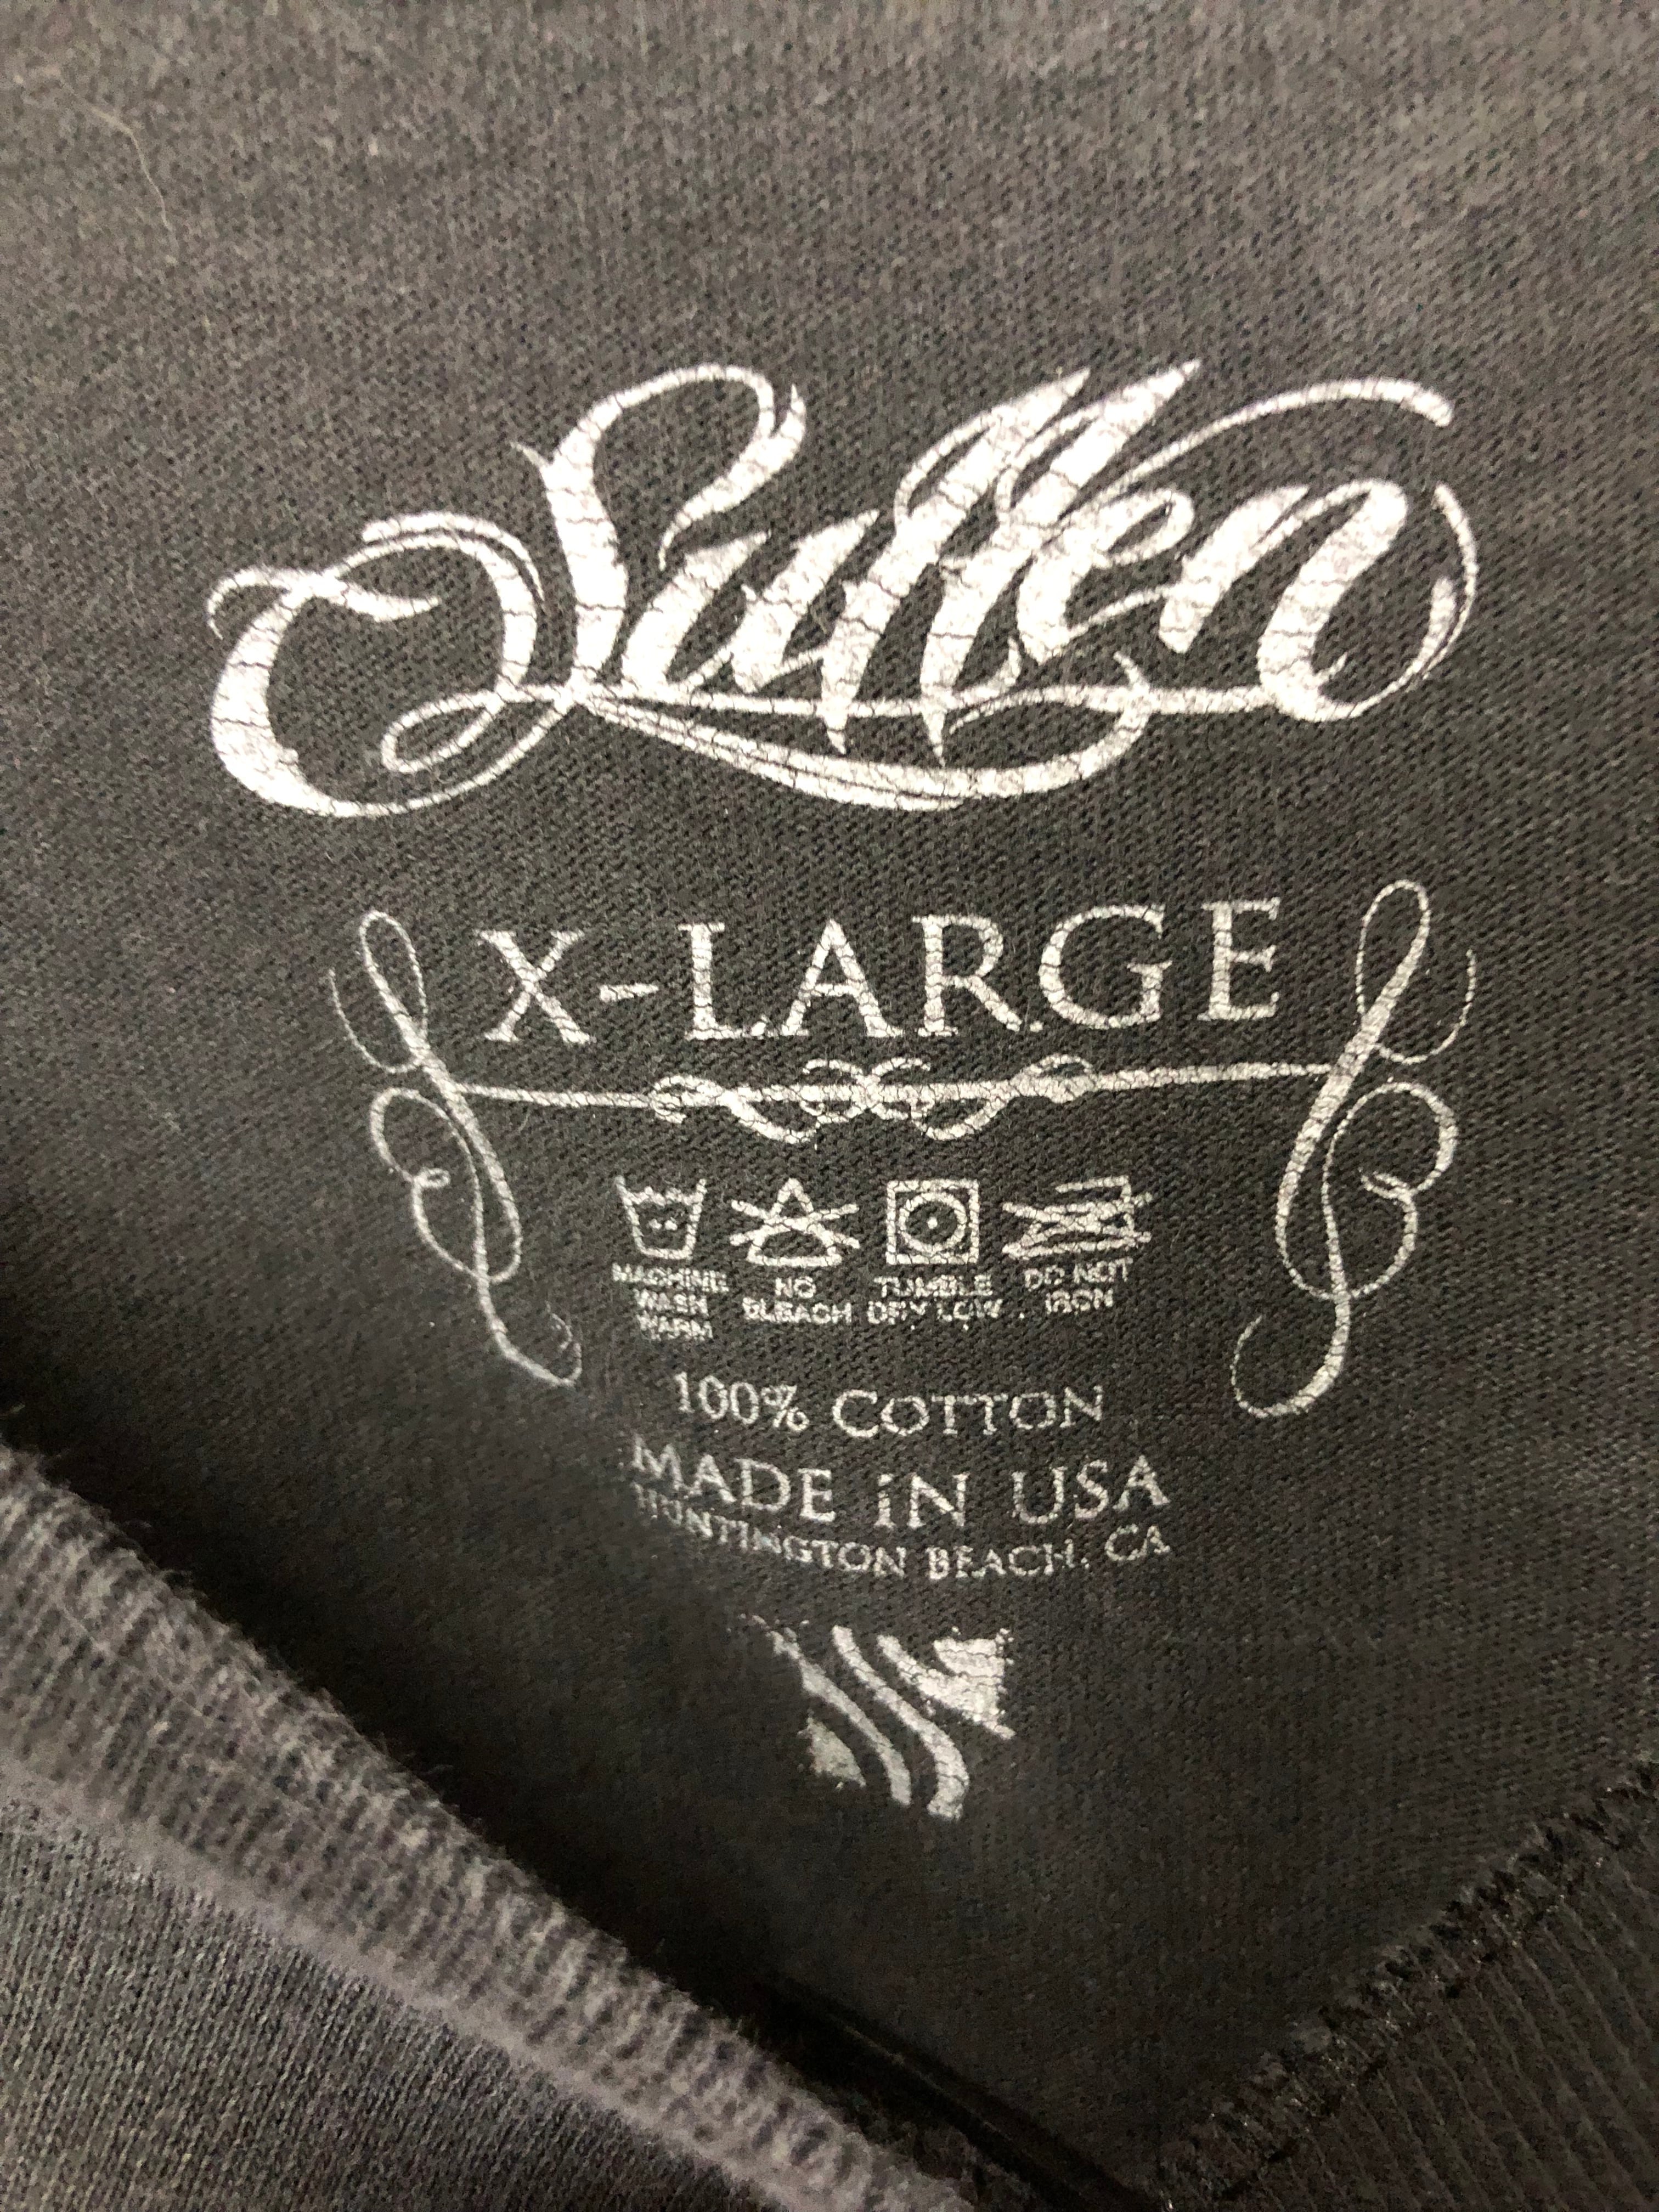 Sullen
X-LARGE
MACHINE
WASH
WARM
NO
BLEACH
TUMBLE
DRY LOW
DO NOT
IRON
100% COTTON
MADE iN USA
HUNTINGTON BEACH, CA